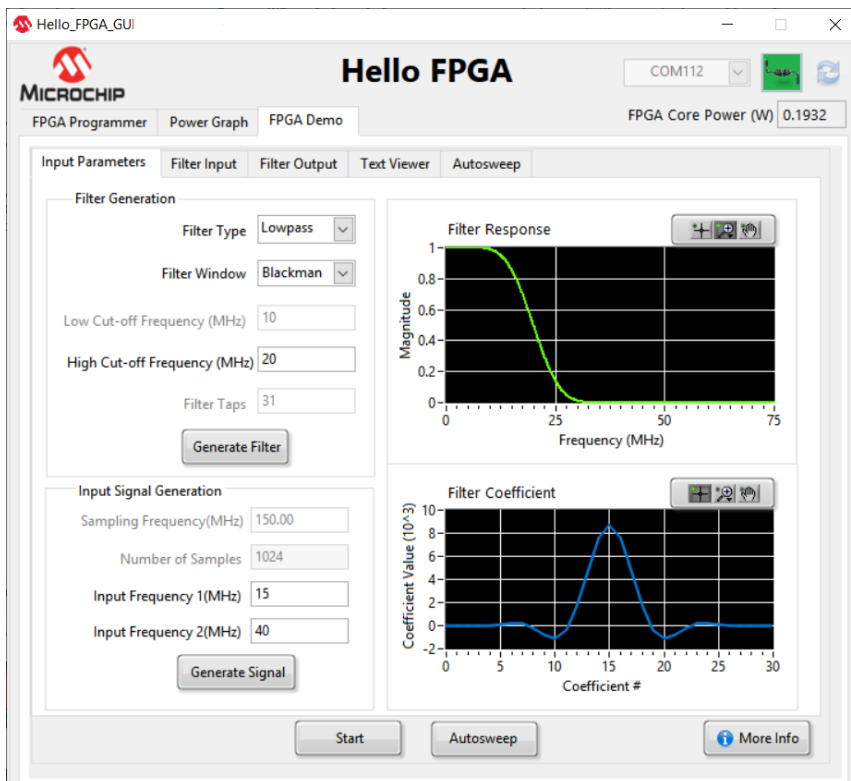 Hello_FPGA_GUI
MICROCHIP
Hello FPGA
COM112
FPGA Programmer
Power Graph
FPGA Demo
FPGA Core Power (W) 0.1932
Input Parameters
Filter Input
Filter Output
Text Viewer
Autosweep
Filter Generation
Filter Type Lowpass
Filter Window Blackman
Low Cut-off Frequency (MHz) 10
High Cut-off Frequency (MHz) 20
Filter Taps 31
Generate Filter
Filter Response
1
0.8
0.6
0.4
0.2
0
Magnitude
0 25 50 75
Frequency (MHz)
Input Signal Generation
Sampling Frequency(MHz) 150.00
Number of Samples 1024
Input Frequency 1(MHz) 15
Input Frequency 2(MHz) 40
Generate Signal
Filter Coefficient
10
8
6
4
2
0
-2
Coefficient Value (10^3)
0 5 10 15 20 25 30
Coefficient #
Start
Autosweep
More Info